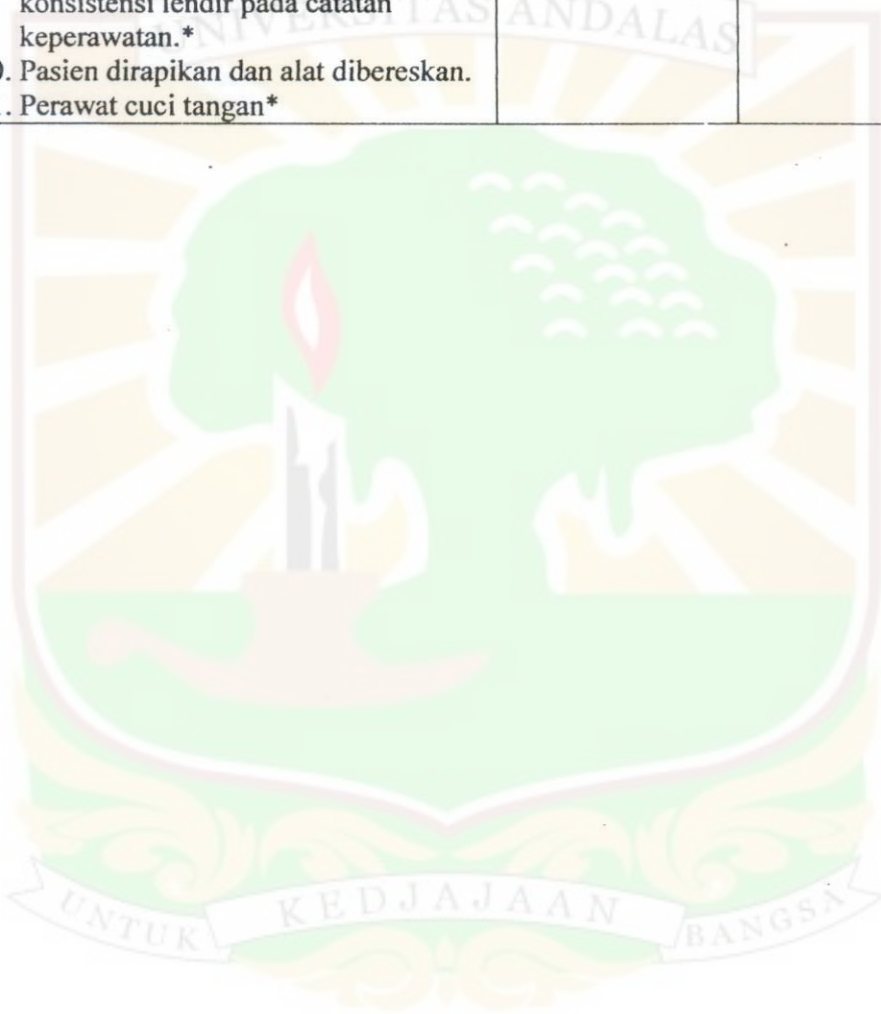 konsistensi lendir pada catatan
keperawatan.*
. Pasien dirapikan dan alat dibereskan.
. Perawat cuci tangan*
UNIVERSITAS ANDALAS
UNTUK KEDJAJAAN BANGSA